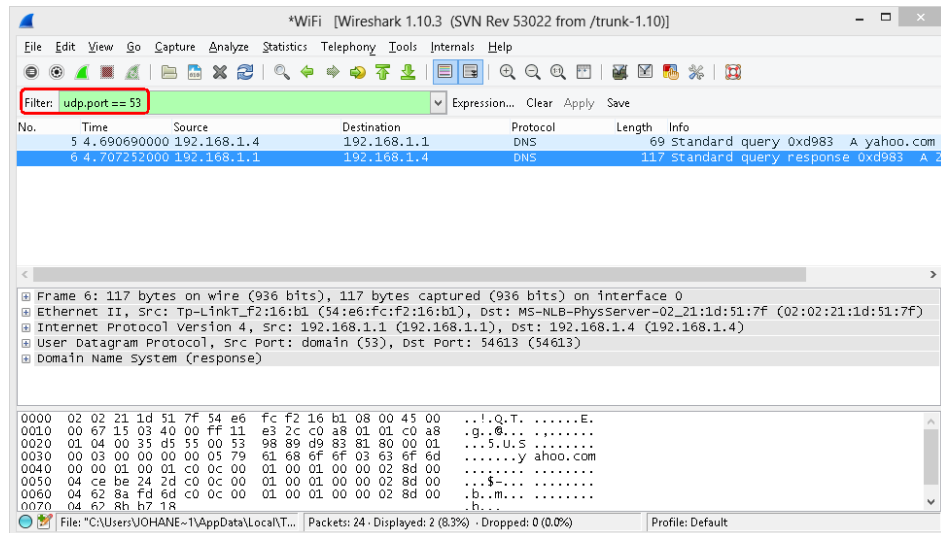 *WiFi [Wireshark 1.10.3 (SVN Rev 53022 from /trunk-1.10)]
File Edit View Go Capture Analyze Statistics Telephony Tools Internals Help
Filter: udp.port == 53 Expression... Clear Apply Save
No. Time Source Destination Protocol Length Info
5 4.690690000 192.168.1.4 192.168.1.1 DNS 69 Standard query 0xd983 A yahoo.com
6 4.707252000 192.168.1.1 192.168.1.4 DNS 117 Standard query response 0xd983 A 2
Frame 6: 117 bytes on wire (936 bits), 117 bytes captured (936 bits) on interface 0
Ethernet II, Src: Tp-LinkT_f2:16:b1 (54:e6:fc:f2:16:b1), Dst: MS-NLB-PhysServer-02_21:1d:51:7f (02:02:21:1d:51:7f)
Internet Protocol Version 4, Src: 192.168.1.1 (192.168.1.1), Dst: 192.168.1.4 (192.168.1.4)
User Datagram Protocol, Src Port: domain (53), Dst Port: 54613 (54613)
Domain Name System (response)
0000 02 02 21 1d 51 7f 54 e6 fc f2 16 b1 08 00 45 00 ..!.Q.T. ......E.
0010 00 67 15 03 40 00 ff 11 e3 2c c0 a8 01 01 c0 a8 .g..@... .,......
0020 01 04 00 35 d5 55 00 53 98 89 d9 83 81 80 00 01 ...5.U.S ........
0030 00 03 00 00 00 00 05 79 61 68 6f 6f 03 63 6f 6d .......y ahoo.com
0040 00 00 01 00 01 c0 0c 00 01 00 01 00 00 02 8d 00 ........ ........
0050 04 ce be 24 2d c0 0c 00 01 00 01 00 00 02 8d 00 ...$-... ........
0060 04 62 8a fd 6d c0 0c 00 01 00 01 00 00 02 8d 00 .b..m... ........
0070 04 62 8b b7 18 .b...
File: "C:\Users\JOHANE~1\AppData\Local\T... Packets: 24 · Displayed: 2 (8.3%) · Dropped: 0 (0.0%) Profile: Default